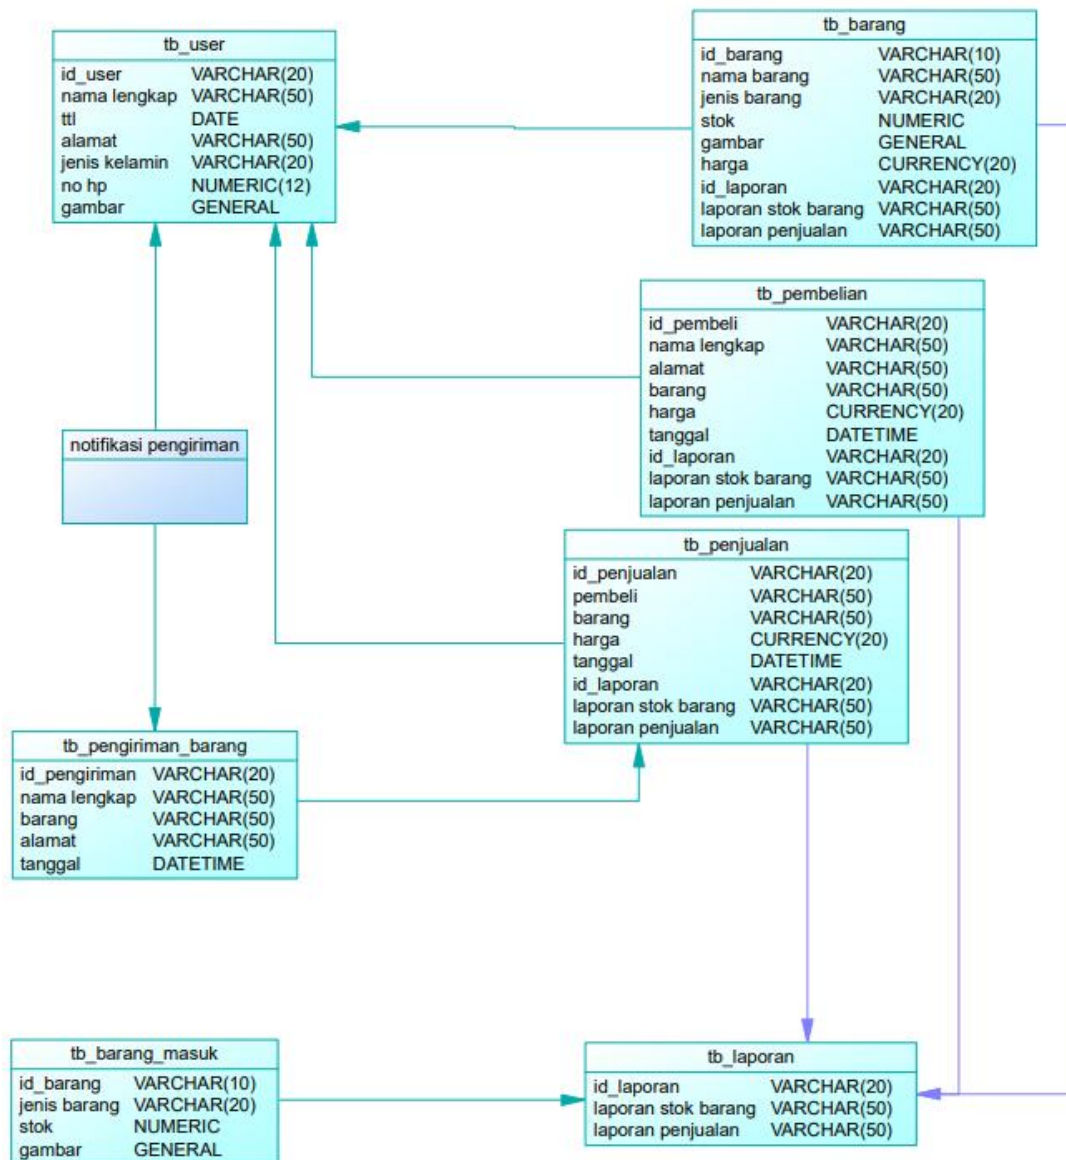 tb_user
id_user VARCHAR(20)
nama lengkap VARCHAR(50)
ttl DATE
alamat VARCHAR(50)
jenis kelamin VARCHAR(20)
no hp NUMERIC(12)
gambar GENERAL
tb_barang
id_barang VARCHAR(10)
nama barang VARCHAR(50)
jenis barang VARCHAR(20)
stok NUMERIC
gambar GENERAL
harga CURRENCY(20)
id_laporan VARCHAR(20)
laporan stok barang VARCHAR(50)
laporan penjualan VARCHAR(50)
tb_pembelian
id_pembeli VARCHAR(20)
nama lengkap VARCHAR(50)
alamat VARCHAR(50)
barang VARCHAR(50)
harga CURRENCY(20)
tanggal DATETIME
id_laporan VARCHAR(20)
laporan stok barang VARCHAR(50)
laporan penjualan VARCHAR(50)
notifikasi pengiriman
tb_penjualan
id_penjualan VARCHAR(20)
pembeli VARCHAR(50)
barang VARCHAR(50)
harga CURRENCY(20)
tanggal DATETIME
id_laporan VARCHAR(20)
laporan stok barang VARCHAR(50)
laporan penjualan VARCHAR(50)
tb_pengiriman_barang
id_pengiriman VARCHAR(20)
nama lengkap VARCHAR(50)
barang VARCHAR(50)
alamat VARCHAR(50)
tanggal DATETIME
tb_barang_masuk
id_barang VARCHAR(10)
jenis barang VARCHAR(20)
stok NUMERIC
gambar GENERAL
tb_laporan
id_laporan VARCHAR(20)
laporan stok barang VARCHAR(50)
laporan penjualan VARCHAR(50)